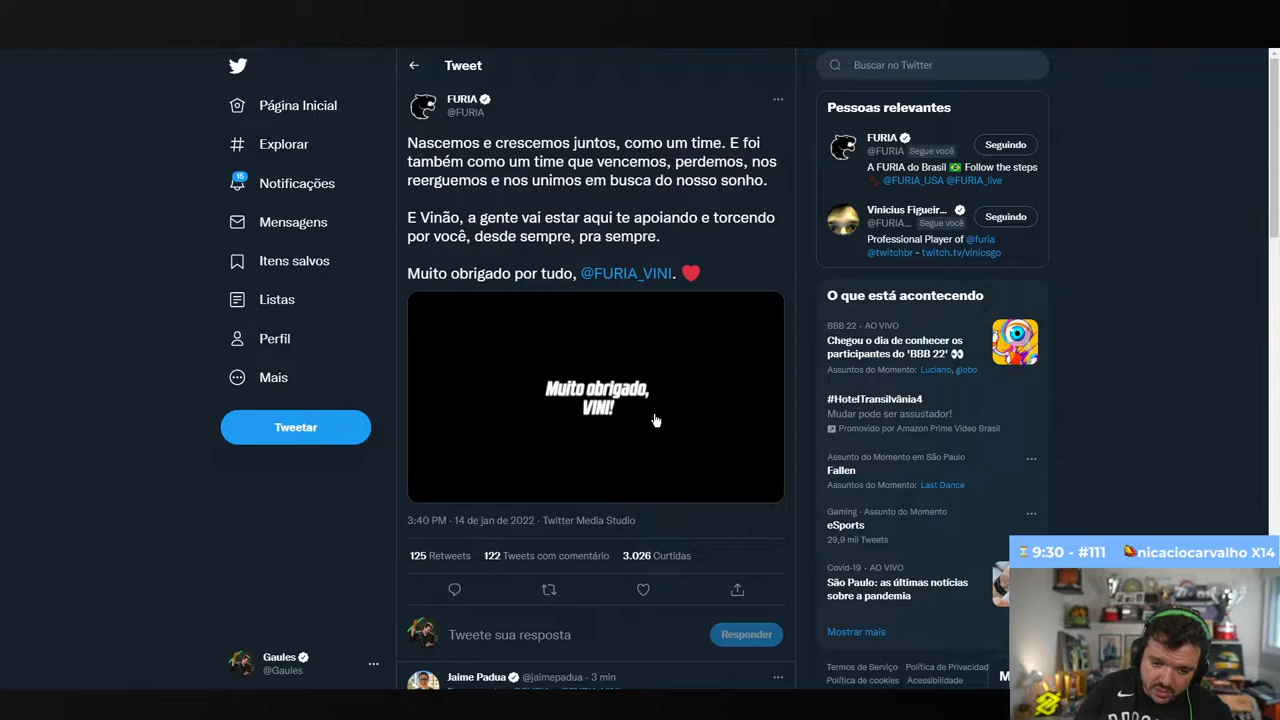 Tweet
Página Inicial
Explorar
15
Notificações
Mensagens
Itens salvos
Listas
Perfil
Mais
Tweetar
Gaules
@Gaules
FURIA
@FURIA
Nascemos e crescemos juntos, como um time. E foi
também como um time que vencemos, perdemos, nos
reerguemos e nos unimos em busca do nosso sonho.
E Vinão, a gente vai estar aqui te apoiando e torcendo
por você, desde sempre, pra sempre.
Muito obrigado por tudo, @FURIA_VINI. ❤️
Muito obrigado,
VINI!
3:40 PM · 14 de jan de 2022 · Twitter Media Studio
125 Retweets 122 Tweets com comentário 3.026 Curtidas
Tweete sua resposta
Responder
Jaime Padua @jaimepadua · 3 min
Buscar no Twitter
Pessoas relevantes
FURIA
@FURIA Segue você
Seguindo
A FURIA do Brasil 🇧🇷 Follow the steps
🐾 @FURIA_USA @FURIA_live
Vinicius Figueir...
@FURIA... Segue você
Seguindo
Professional Player of @furia
@twitchbr - twitch.tv/vinicsgo
O que está acontecendo
BBB 22 · AO VIVO
Chegou o dia de conhecer os
participantes do 'BBB 22' 👀
Assuntos do Momento: Luciano, globo
#HotelTransilvânia4
Mudar pode ser assustador!
Promovido por Amazon Prime Video Brasil
Assunto do Momento em São Paulo
Fallen
Assuntos do Momento: Last Dance
Gaming · Assunto do Momento
eSports
29,9 mil Tweets
Covid-19 · AO VIVO
São Paulo: as últimas notícias
sobre a pandemia
Mostrar mais
Termos de Serviço Política de Privacidad
Política de cookies Acessibilidade
9:30 - #111 nicaciocarvalho X14